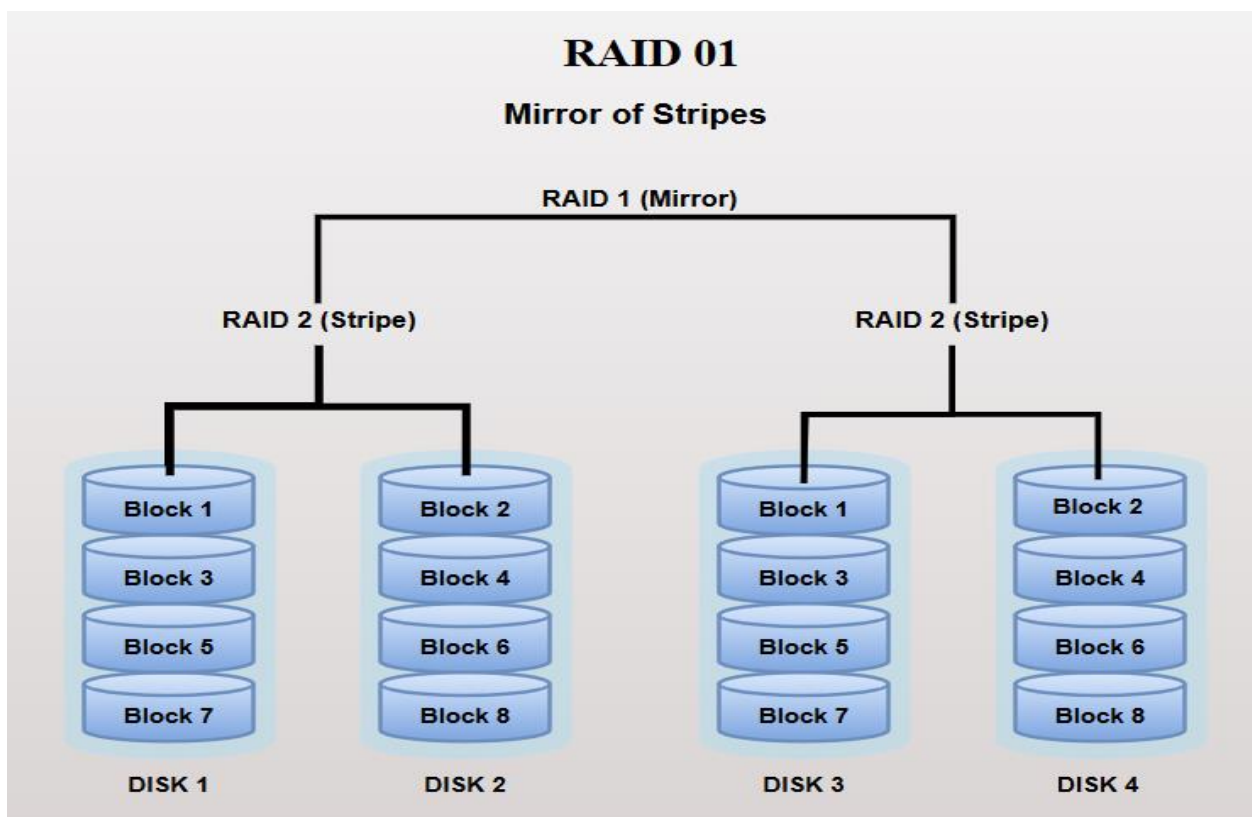 RAID 01
Mirror of Stripes
RAID 1 (Mirror)
RAID 2 (Stripe) RAID 2 (Stripe)
Block 1 Block 2 Block 1 Block 2
Block 3 Block 4 Block 3 Block 4
Block 5 Block 6 Block 5 Block 6
Block 7 Block 8 Block 7 Block 8
DISK 1 DISK 2 DISK 3 DISK 4